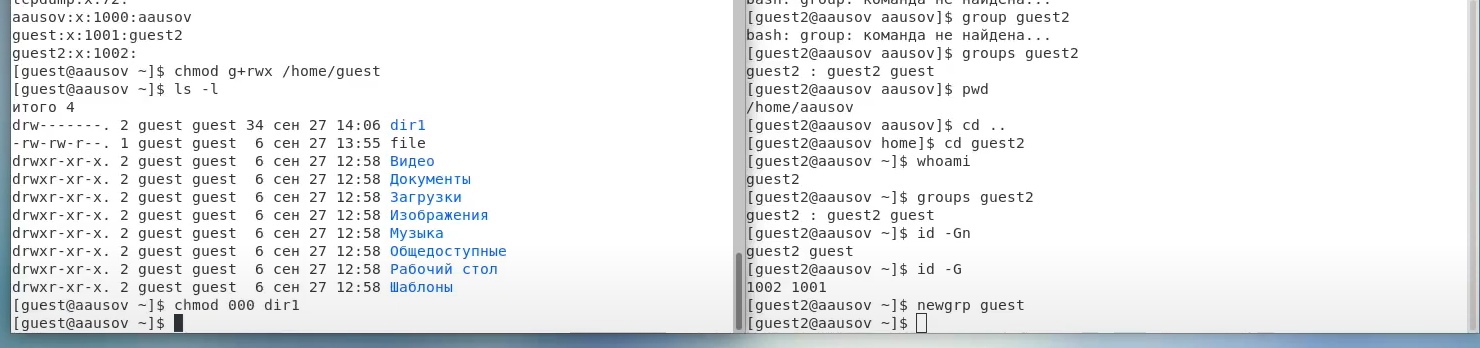 tcpdump:x:72:
aausov:x:1000:aausov
guest:x:1001:guest2
guest2:x:1002:
[guest@aausov ~]$ chmod g+rwx /home/guest
[guest@aausov ~]$ ls -l
итого 4
drw-------. 2 guest guest 34 сен 27 14:06 dir1
-rw-rw-r--. 1 guest guest  6 сен 27 13:55 file
drwxr-xr-x. 2 guest guest  6 сен 27 12:58 Видео
drwxr-xr-x. 2 guest guest  6 сен 27 12:58 Документы
drwxr-xr-x. 2 guest guest  6 сен 27 12:58 Загрузки
drwxr-xr-x. 2 guest guest  6 сен 27 12:58 Изображения
drwxr-xr-x. 2 guest guest  6 сен 27 12:58 Музыка
drwxr-xr-x. 2 guest guest  6 сен 27 12:58 Общедоступные
drwxr-xr-x. 2 guest guest  6 сен 27 12:58 Рабочий стол
drwxr-xr-x. 2 guest guest  6 сен 27 12:58 Шаблоны
[guest@aausov ~]$ chmod 000 dir1
[guest@aausov ~]$
bash: group: команда не найдена...
[guest2@aausov aausov]$ group guest2
bash: group: команда не найдена...
[guest2@aausov aausov]$ groups guest2
guest2 : guest2 guest
[guest2@aausov aausov]$ pwd
/home/aausov
[guest2@aausov aausov]$ cd ..
[guest2@aausov home]$ cd guest2
[guest2@aausov ~]$ whoami
guest2
[guest2@aausov ~]$ groups guest2
guest2 : guest2 guest
[guest2@aausov ~]$ id -Gn
guest2 guest
[guest2@aausov ~]$ id -G
1002 1001
[guest2@aausov ~]$ newgrp guest
[guest2@aausov ~]$